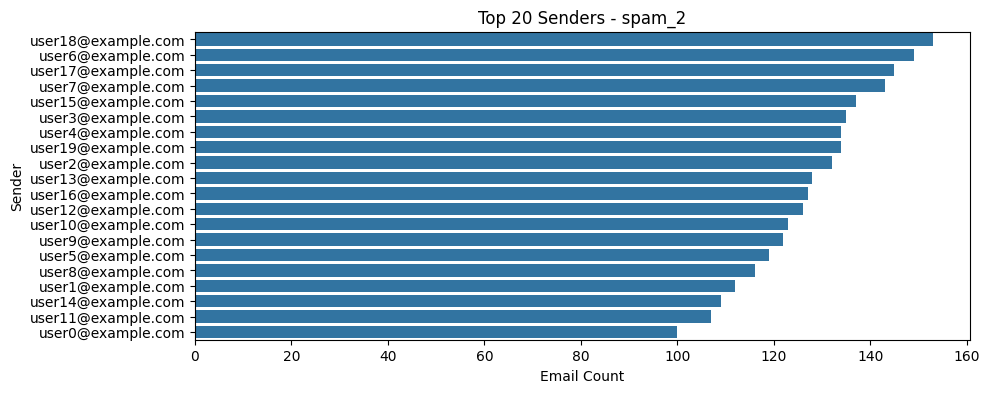 Top 20 Senders - spam_2
user18@example.com
user6@example.com
user17@example.com
user7@example.com
user15@example.com
user3@example.com
user4@example.com
user19@example.com
user2@example.com
user13@example.com
user16@example.com
user12@example.com
user10@example.com
user9@example.com
user5@example.com
user8@example.com
user1@example.com
user14@example.com
user11@example.com
user0@example.com
Sender
0 20 40 60 80 100 120 140 160
Email Count